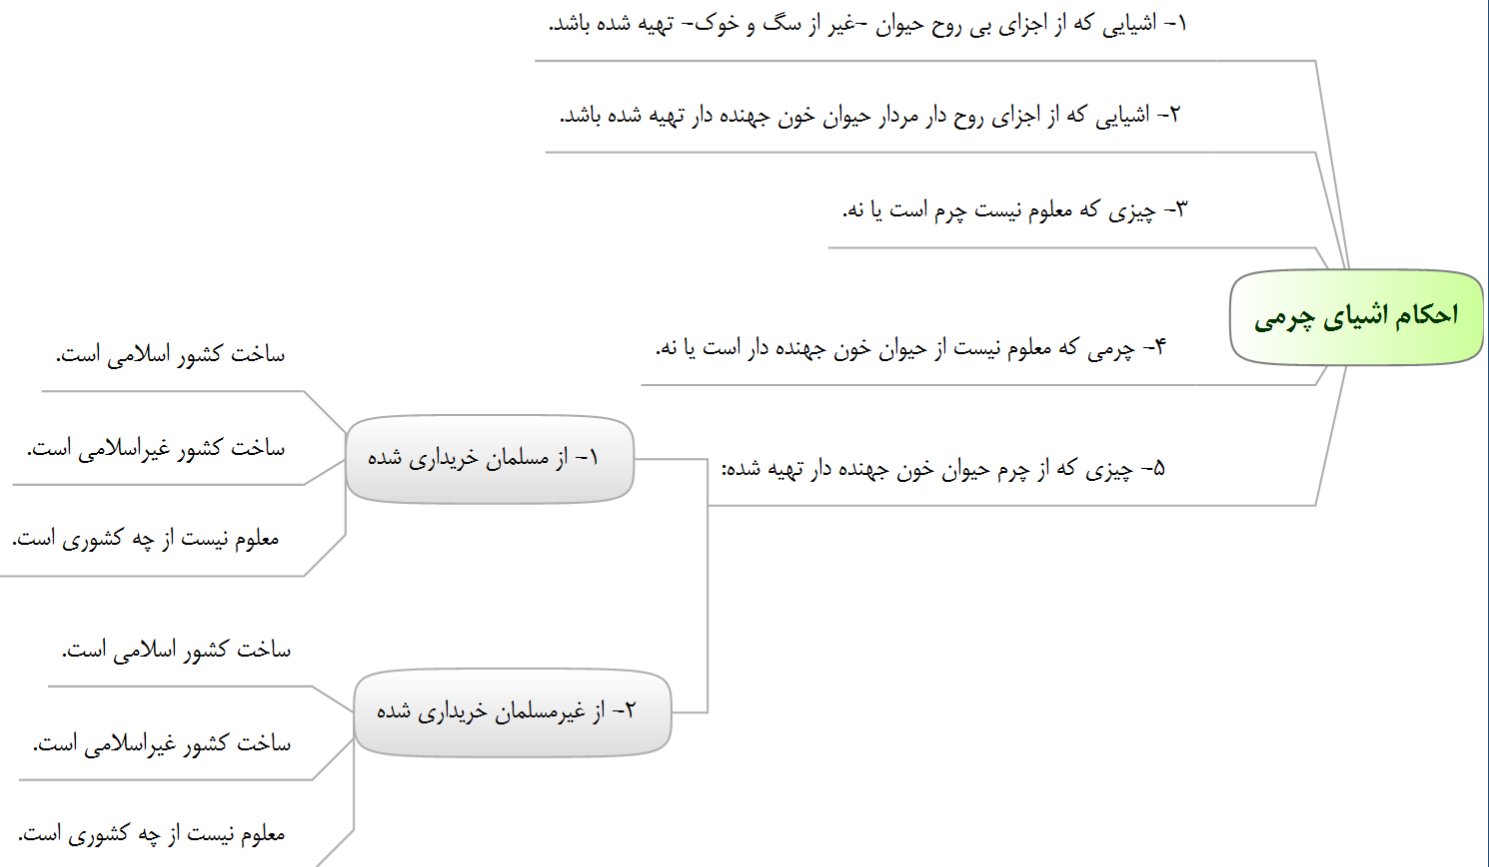 احکام اشیای چرمی
۱- اشیایی که از اجزای بی روح حیوان -غیر از سگ و خوک- تهیه شده باشد.
۲- اشیایی که از اجزای روح دار مردار حیوان خون جهنده دار تهیه شده باشد.
۳- چیزی که معلوم نیست چرم است یا نه.
۴- چرمی که معلوم نیست از حیوان خون جهنده دار است یا نه.
۵- چیزی که از چرم حیوان خون جهنده دار تهیه شده:
۱- از مسلمان خریداری شده
ساخت کشور اسلامی است.
ساخت کشور غیراسلامی است.
معلوم نیست از چه کشوری است.
۲- از غیرمسلمان خریداری شده
ساخت کشور اسلامی است.
ساخت کشور غیراسلامی است.
معلوم نیست از چه کشوری است.